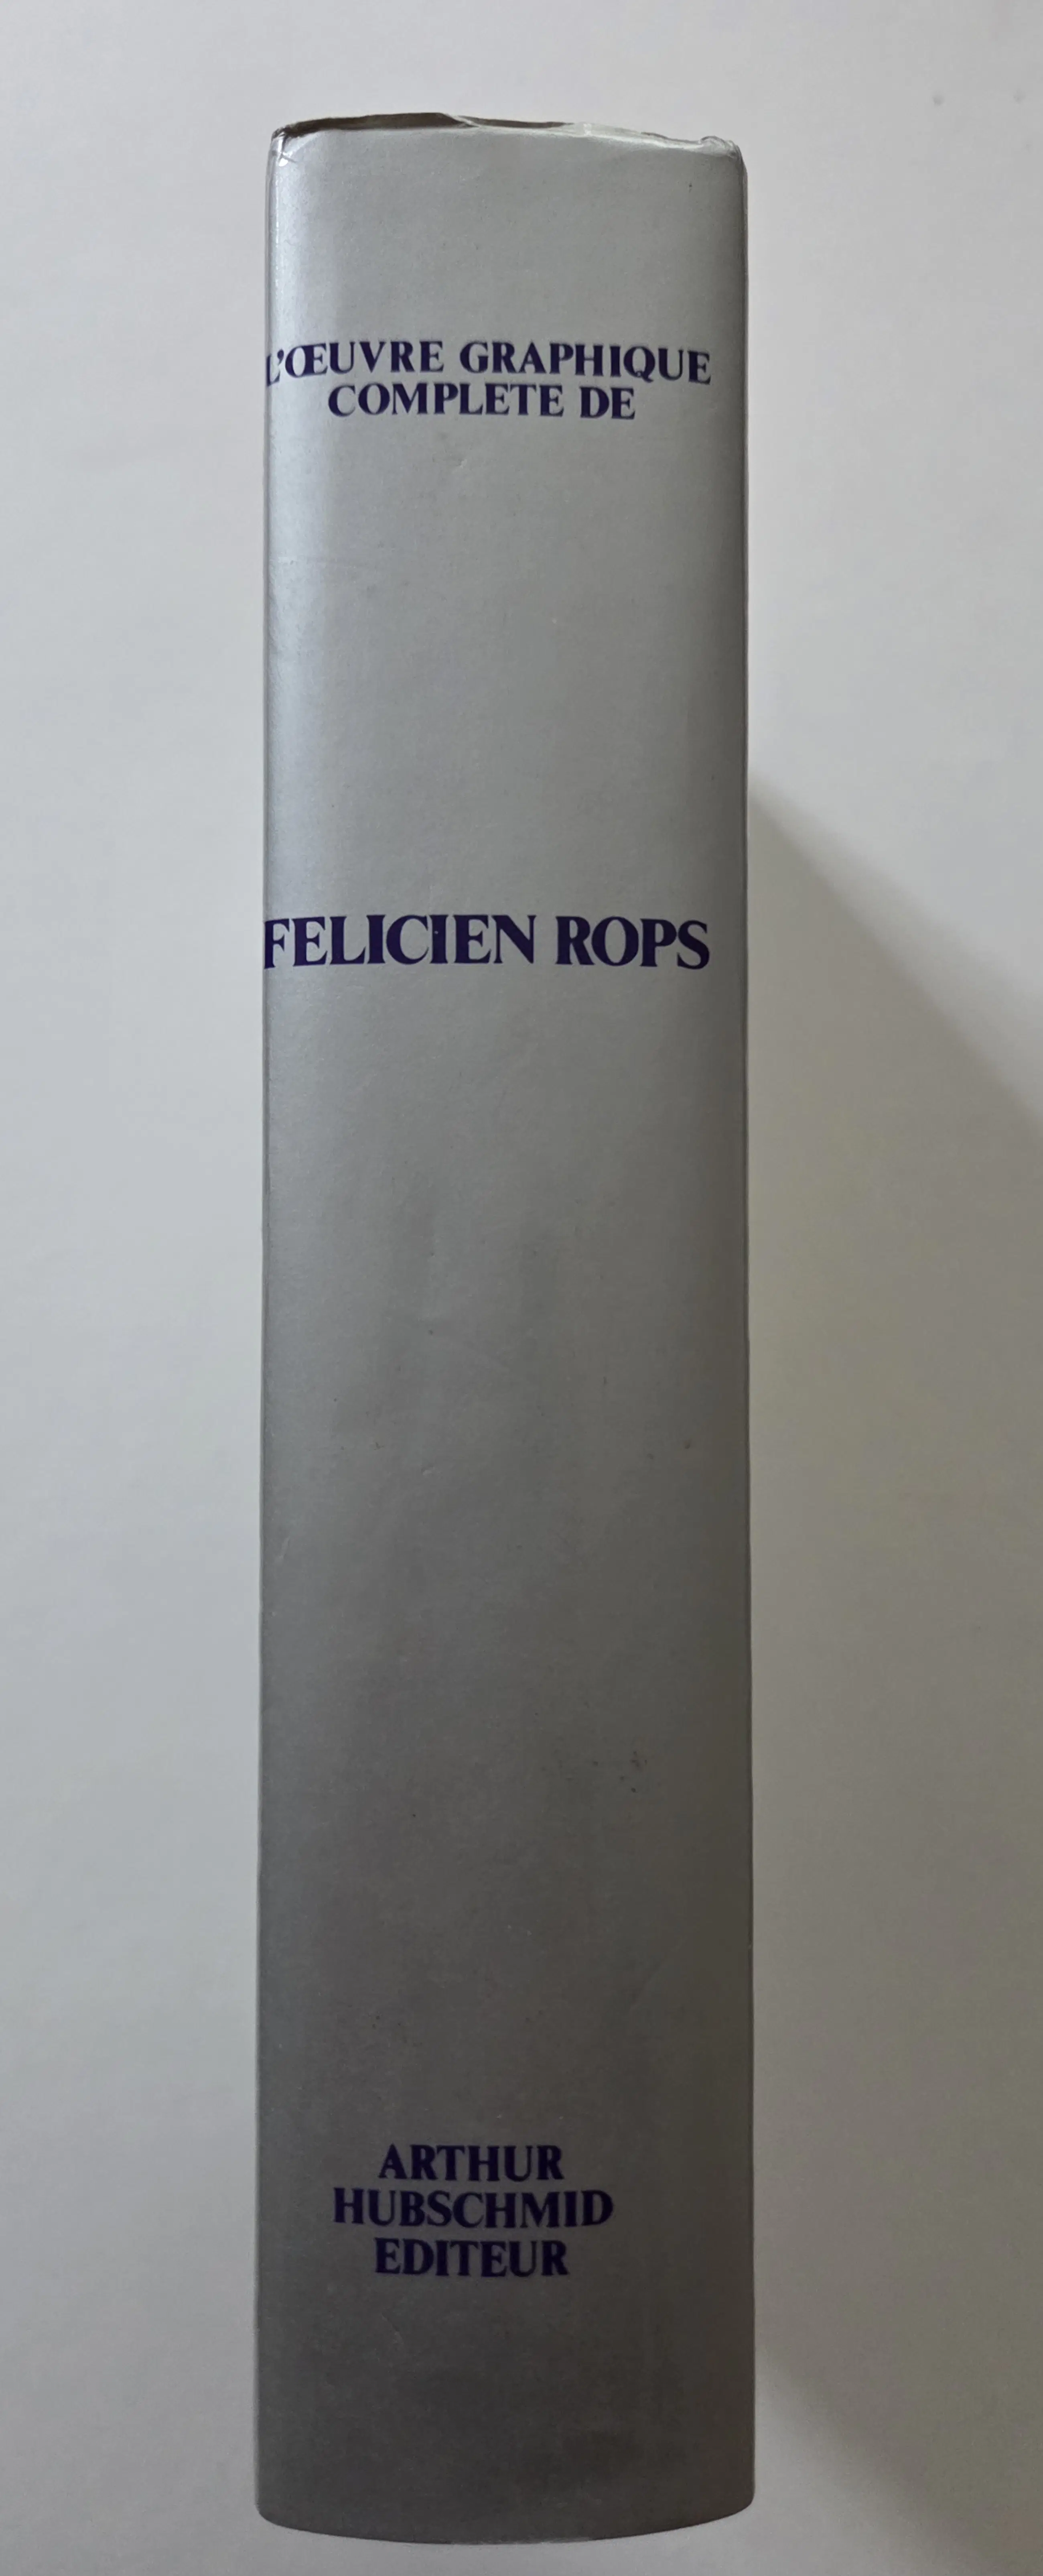 L'ŒUVRE GRAPHIQUE
COMPLETE DE
FELICIEN ROPS
ARTHUR
HUBSCHMID
EDITEUR